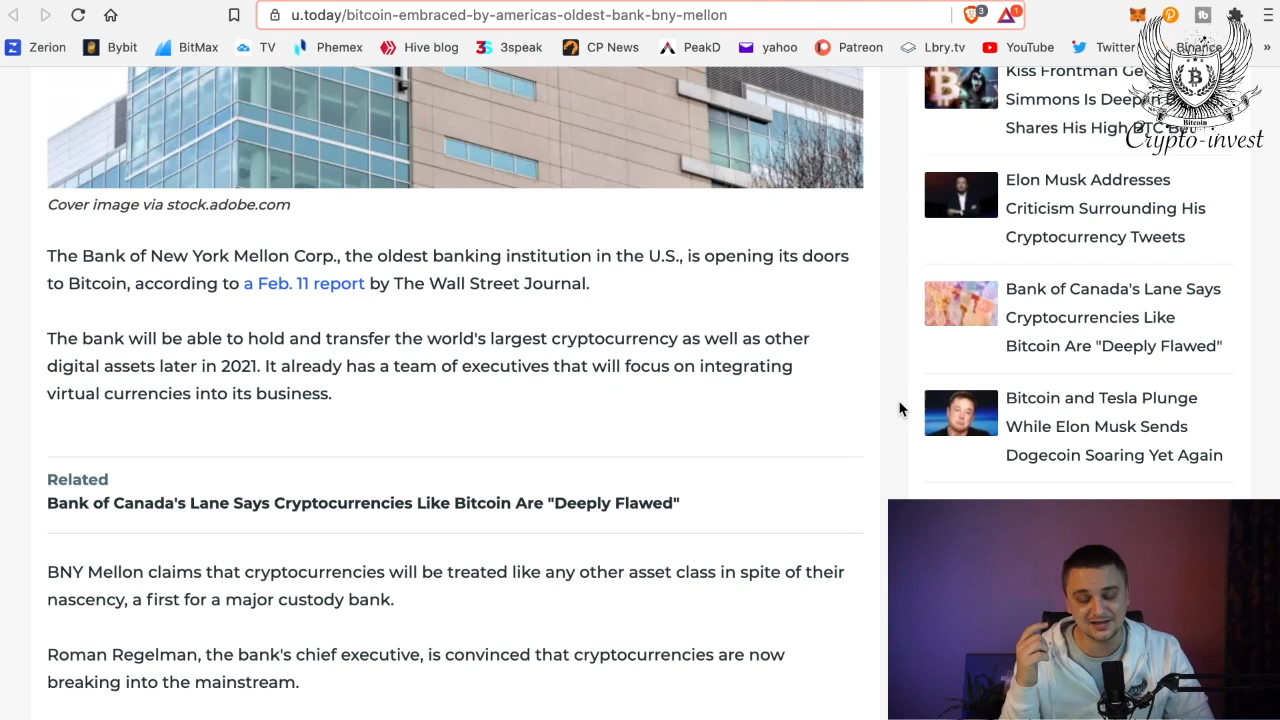 u.today/bitcoin-embraced-by-americas-oldest-bank-bny-mellon
3
1
tb
Zerion
Bybit
BitMax
TV
Phemex
Hive blog
3speak
CP News
PeakD
yahoo
Patreon
Lbry.tv
YouTube
Twitter
Binance
»
Bitcoin
Crypto-invest
Cover image via stock.adobe.com
The Bank of New York Mellon Corp., the oldest banking institution in the U.S., is opening its doors
to Bitcoin, according to a Feb. 11 report by The Wall Street Journal.
The bank will be able to hold and transfer the world's largest cryptocurrency as well as other
digital assets later in 2021. It already has a team of executives that will focus on integrating
virtual currencies into its business.
Related
Bank of Canada's Lane Says Cryptocurrencies Like Bitcoin Are "Deeply Flawed"
BNY Mellon claims that cryptocurrencies will be treated like any other asset class in spite of their
nascency, a first for a major custody bank.
Roman Regelman, the bank's chief executive, is convinced that cryptocurrencies are now
breaking into the mainstream.
Kiss Frontman
Simmons Is Deep in
Shares His High BTC
Elon Musk Addresses
Criticism Surrounding His
Cryptocurrency Tweets
Bank of Canada's Lane Says
Cryptocurrencies Like
Bitcoin Are "Deeply Flawed"
Bitcoin and Tesla Plunge
While Elon Musk Sends
Dogecoin Soaring Yet Again